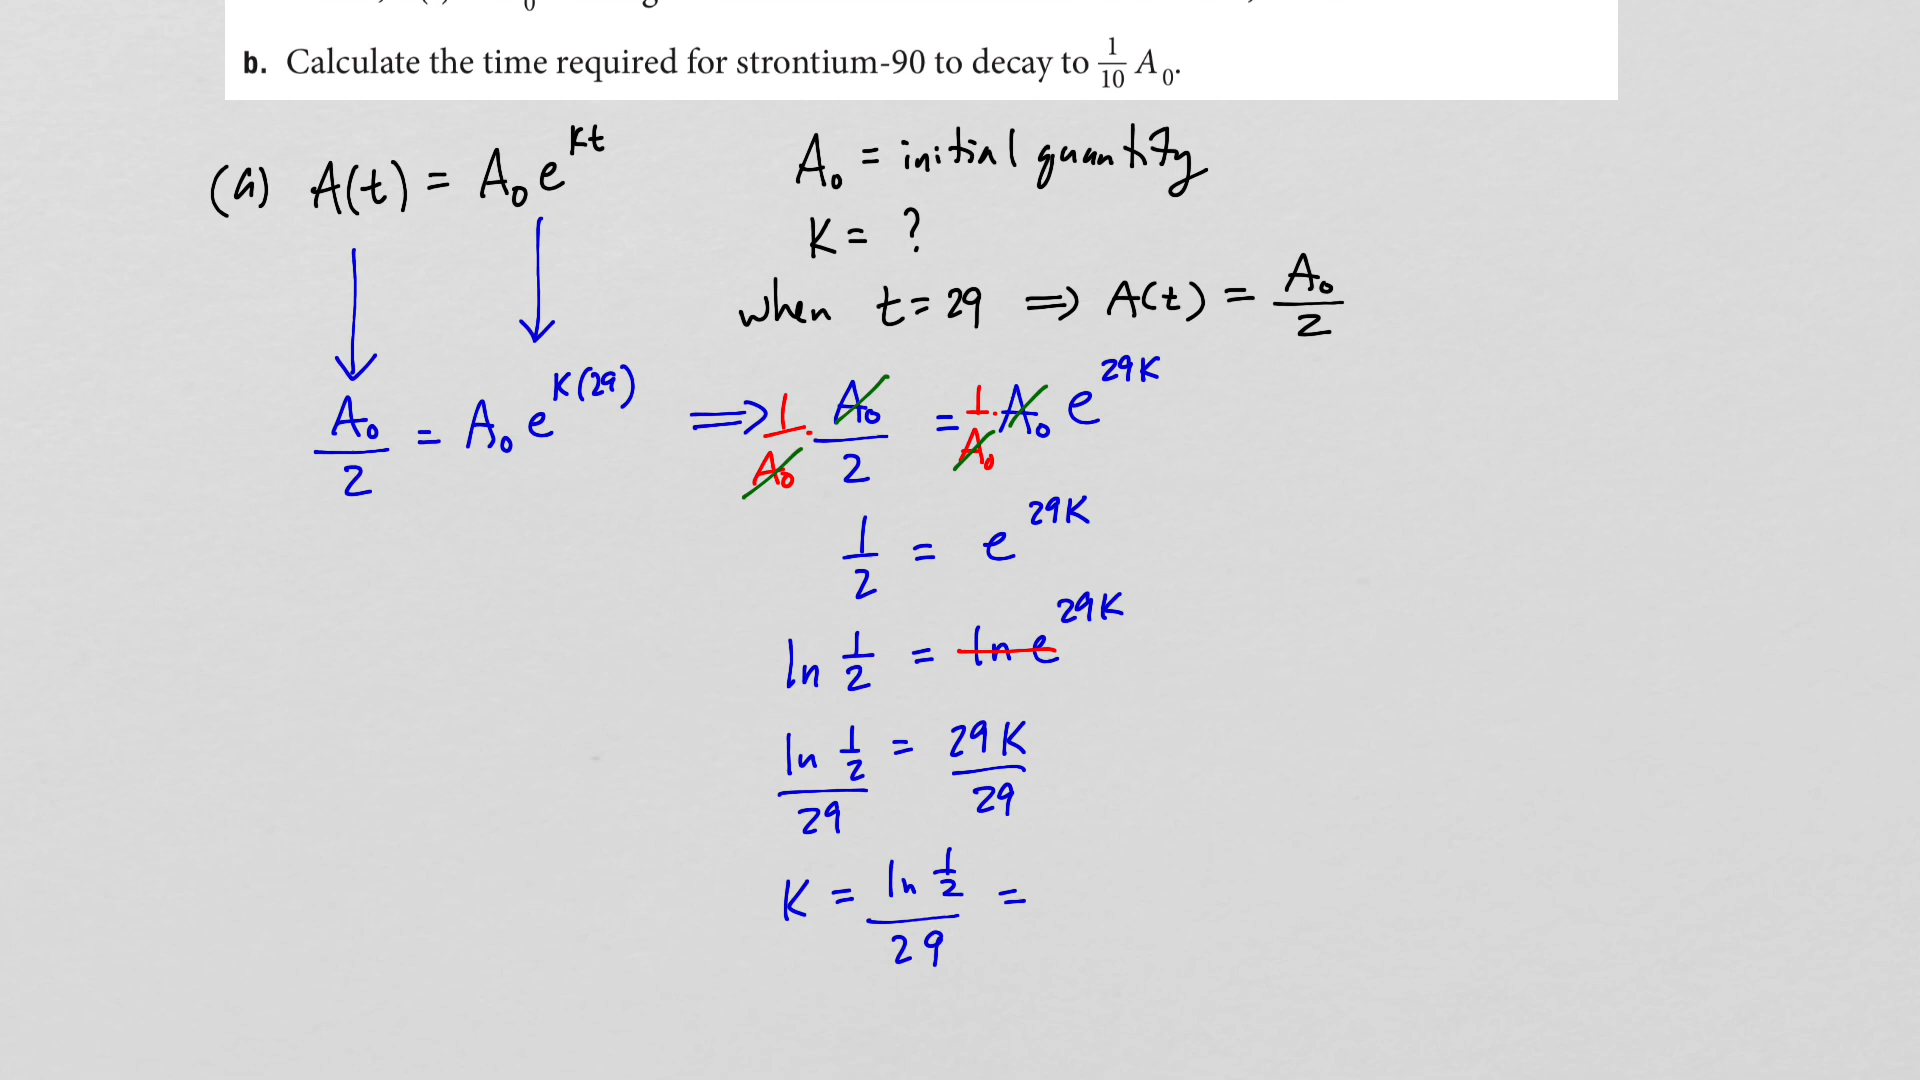 b. Calculate the time required for strontium-90 to decay to 1/10 A₀.
(a) A(t) = A₀e^kt
A₀ = initial quantity
K = ?
when t = 29 ⇒ A(t) = A₀/2
A₀/2 = A₀e^K(29) ⇒ 1/A₀ · A₀/2 = 1/A₀ · A₀ e^29K
1/2 = e^29K
ln 1/2 = ln e^29K
ln 1/2 / 29 = 29K / 29
K = ln 1/2 / 29 =